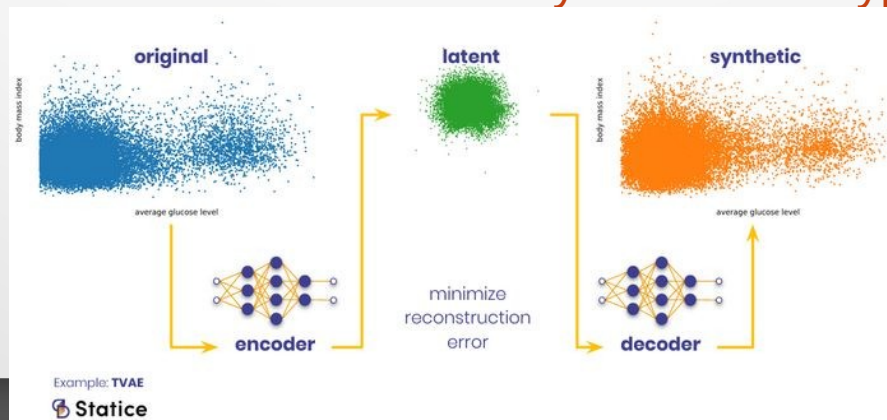 original
latent
synthetic
body mass index
body mass index
average glucose level
average glucose level
minimize
reconstruction
error
encoder
decoder
Example: TVAE
Statice